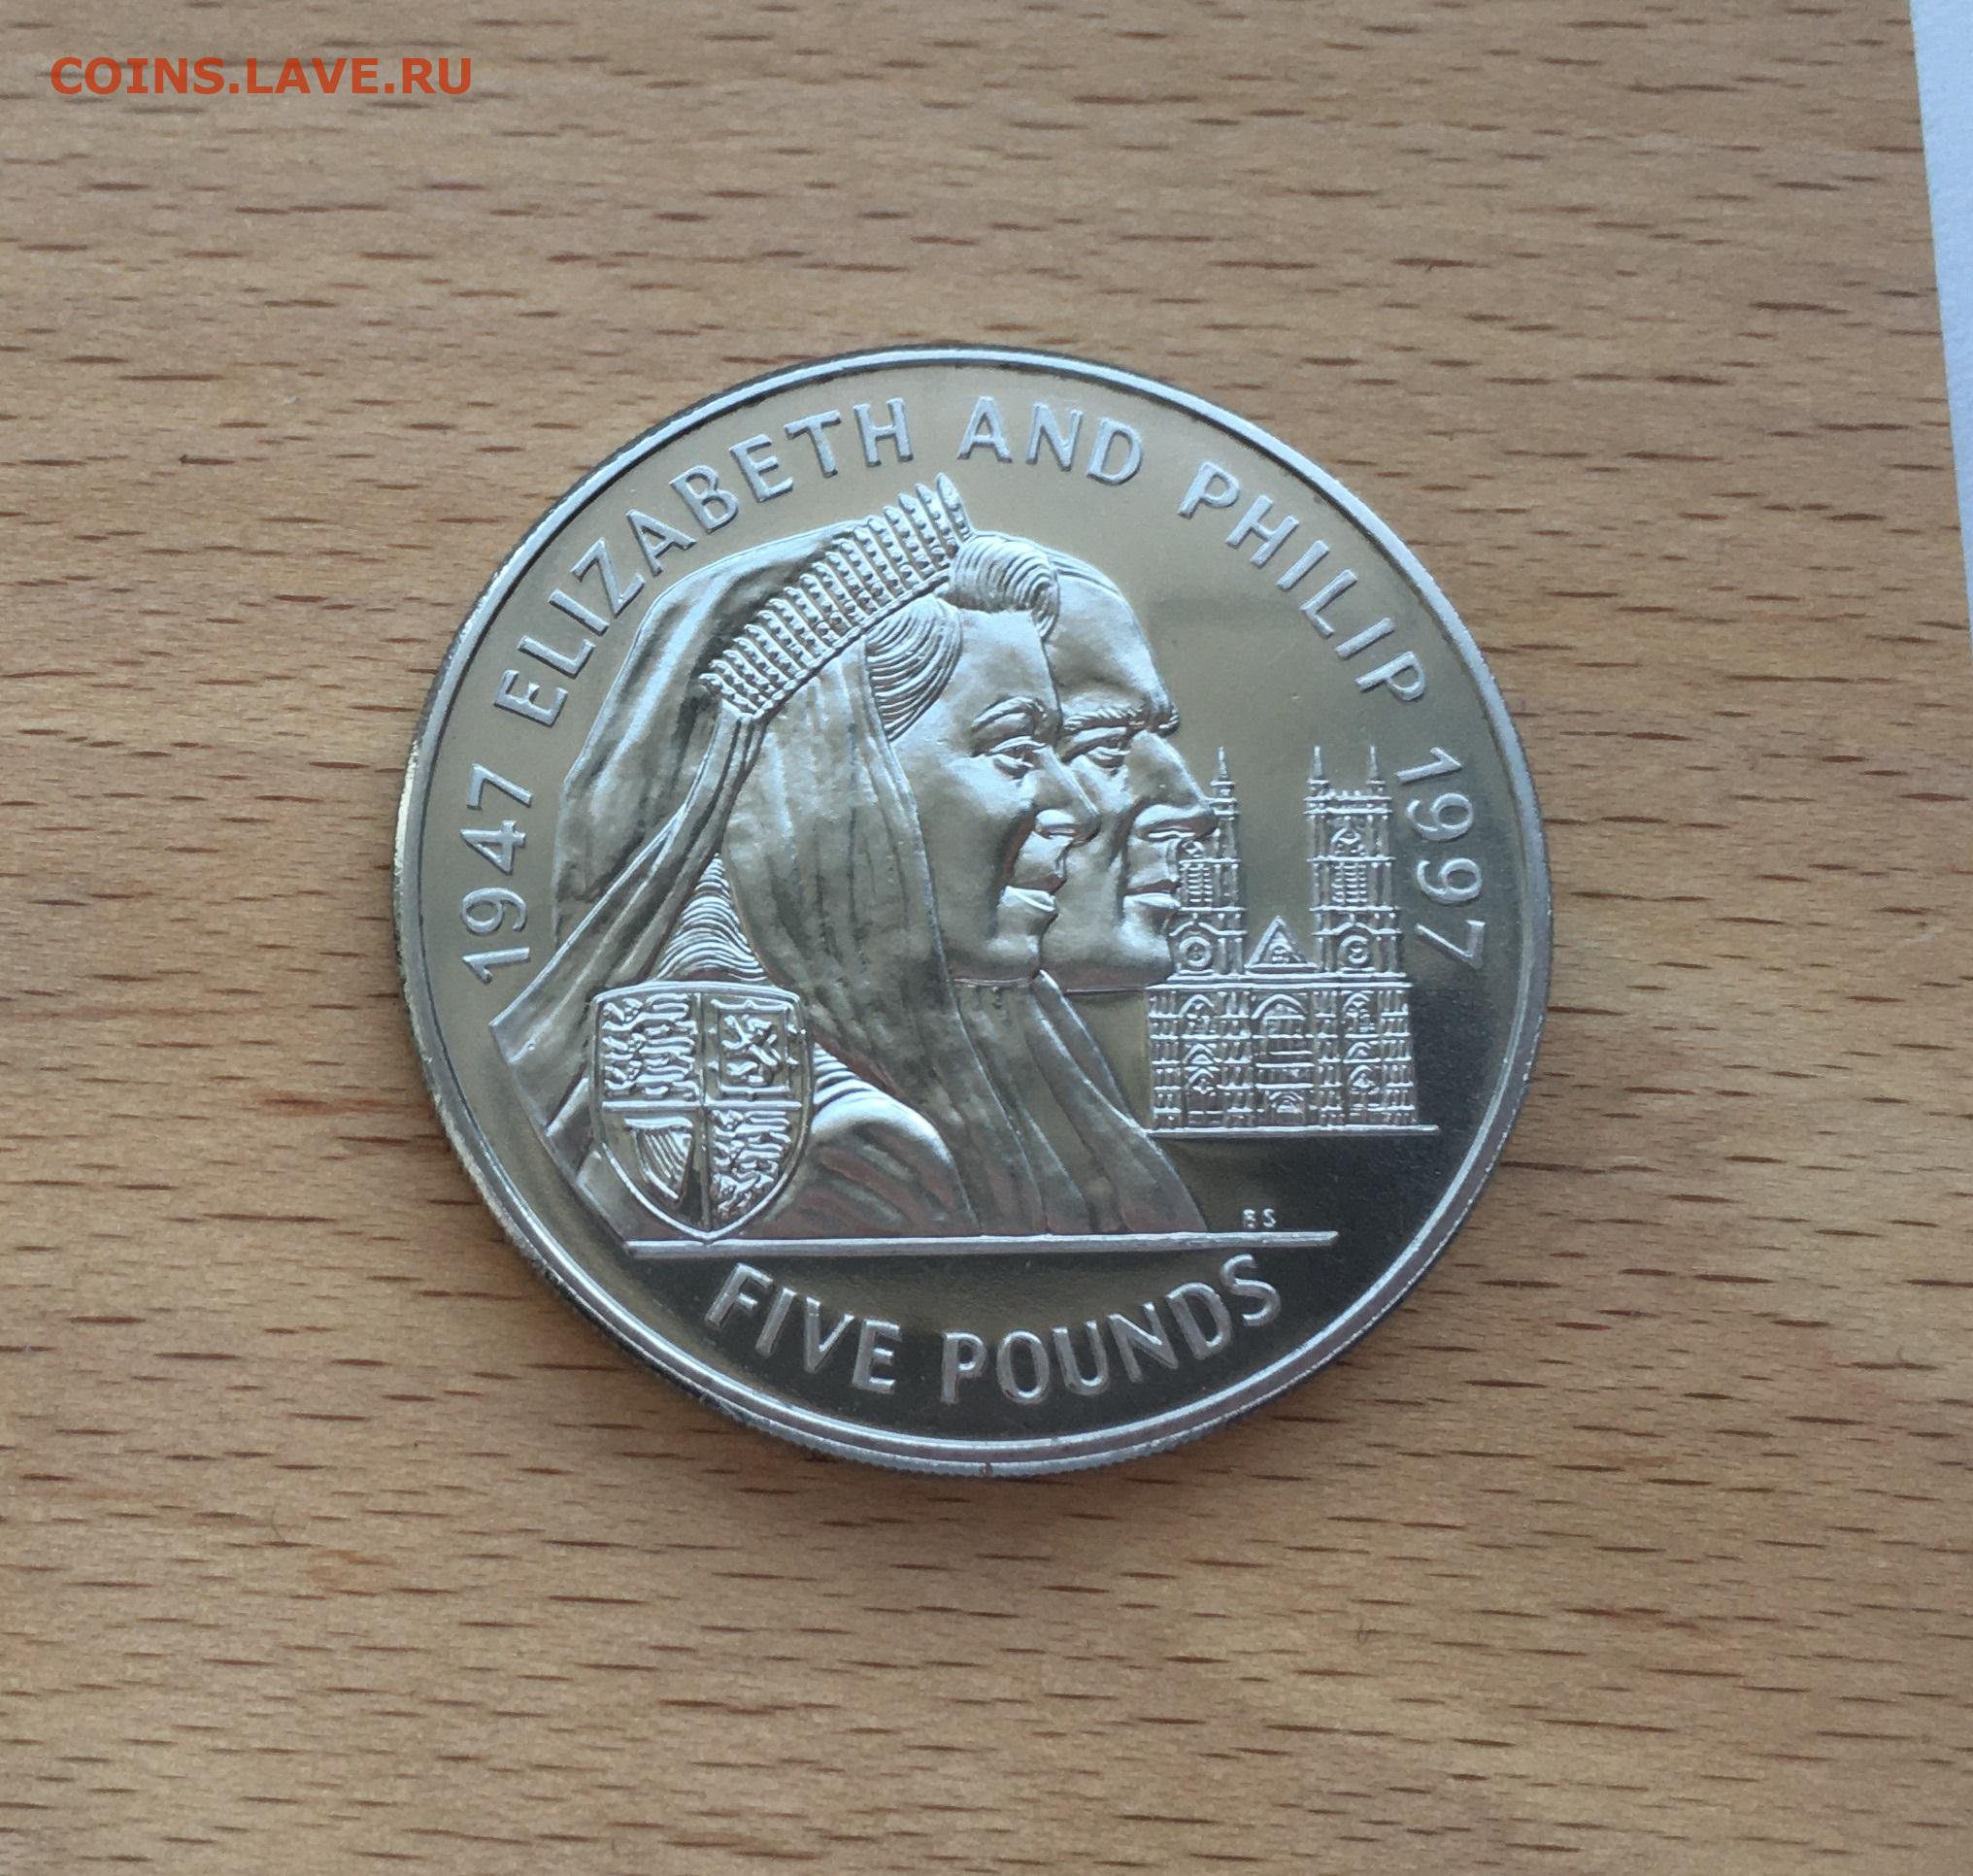 COINS.LAVE.RU
1947 ELIZABETH AND PHILIP 1997
BS
FIVE POUNDS